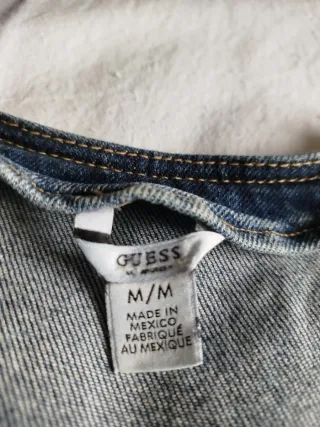 GUESS
M/M
MADE IN
MEXICO
FABRIQUÉ
AU MEXIQUE